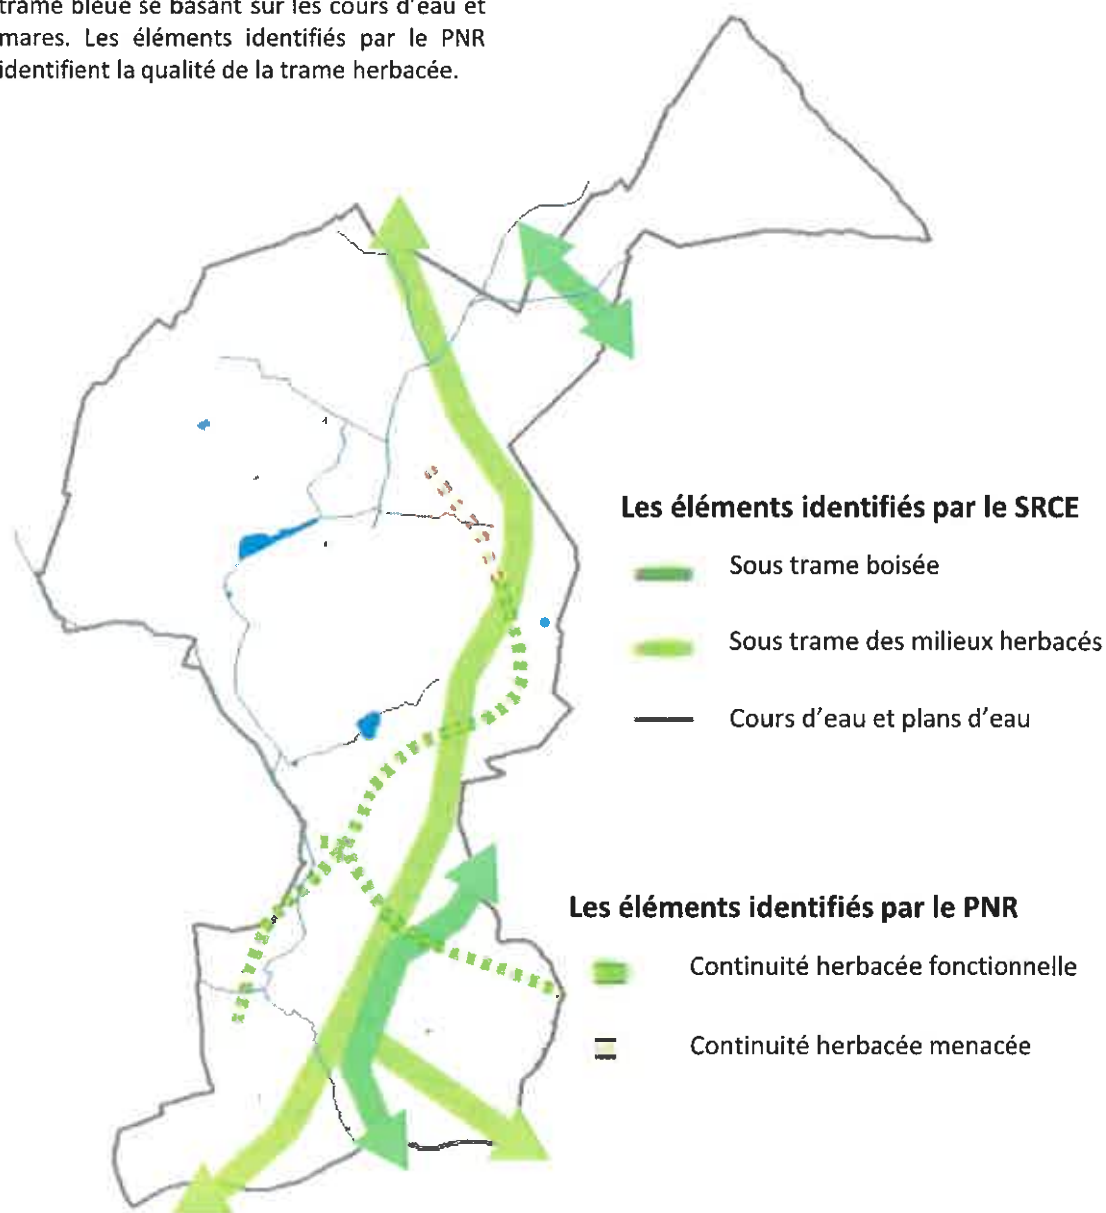 trame bleue se basant sur les cours d'eau et
mares. Les éléments identifiés par le PNR
identifient la qualité de la trame herbacée.
Les éléments identifiés par le SRCE
Sous trame boisée
Sous trame des milieux herbacés
Cours d'eau et plans d'eau
Les éléments identifiés par le PNR
Continuité herbacée fonctionnelle
Continuité herbacée menacée